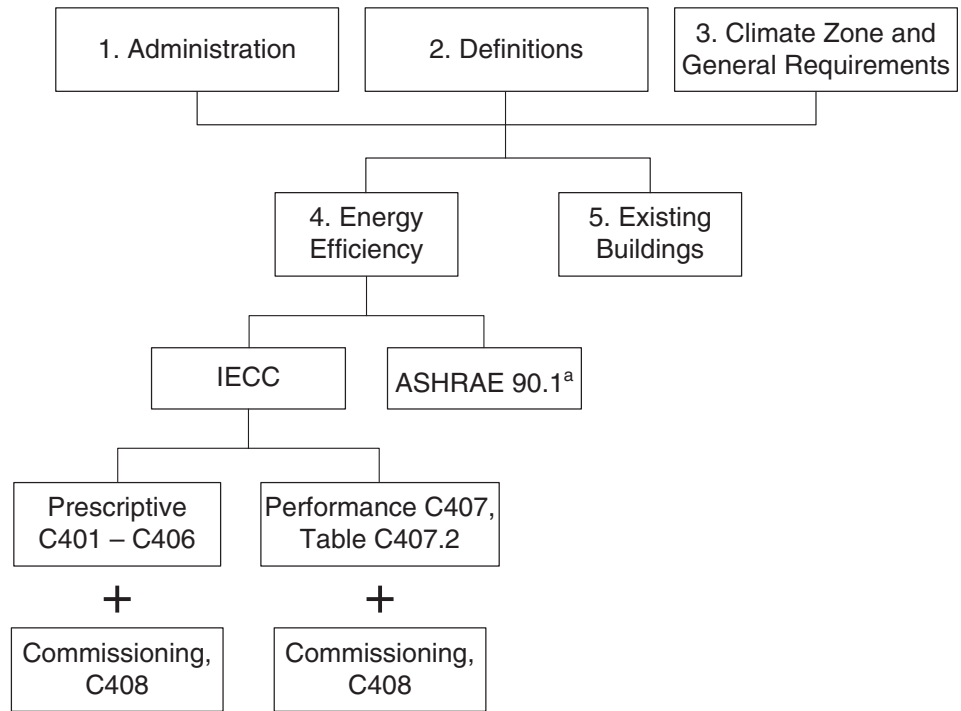 1. Administration
2. Definitions
3. Climate Zone and
General Requirements
4. Energy
Efficiency
5. Existing
Buildings
IECC
ASHRAE 90.1ᵃ
Prescriptive
C401 – C406
Performance C407,
Table C407.2
+
+
Commissioning,
C408
Commissioning,
C408